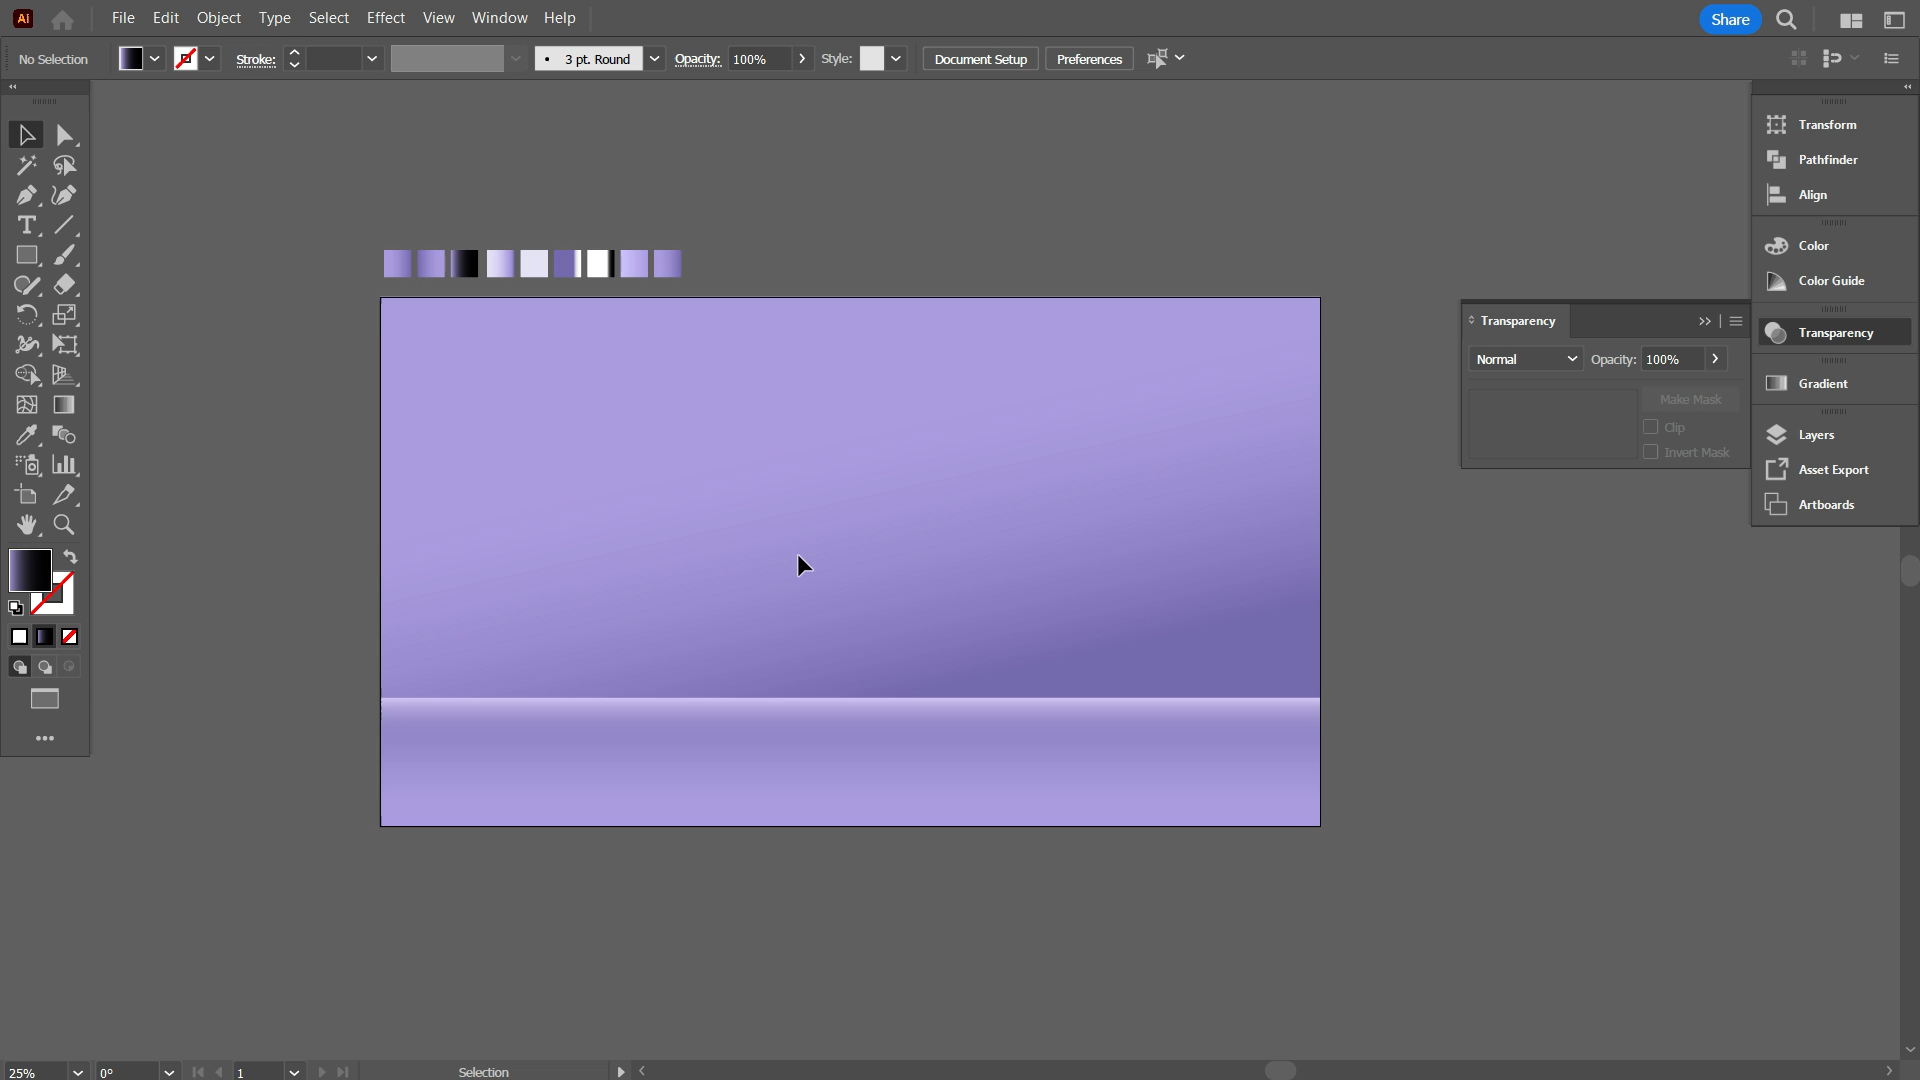 Ai File Edit Object Type Select Effect View Window Help Share
No Selection Stroke: 3 pt. Round Opacity: 100% Style: Document Setup Preferences
Transform
Pathfinder
Align
Color
Color Guide
Transparency
Gradient
Layers
Asset Export
Artboards
Transparency
Normal Opacity: 100%
Make Mask
Clip
Invert Mask
25% 0° 1 Selection